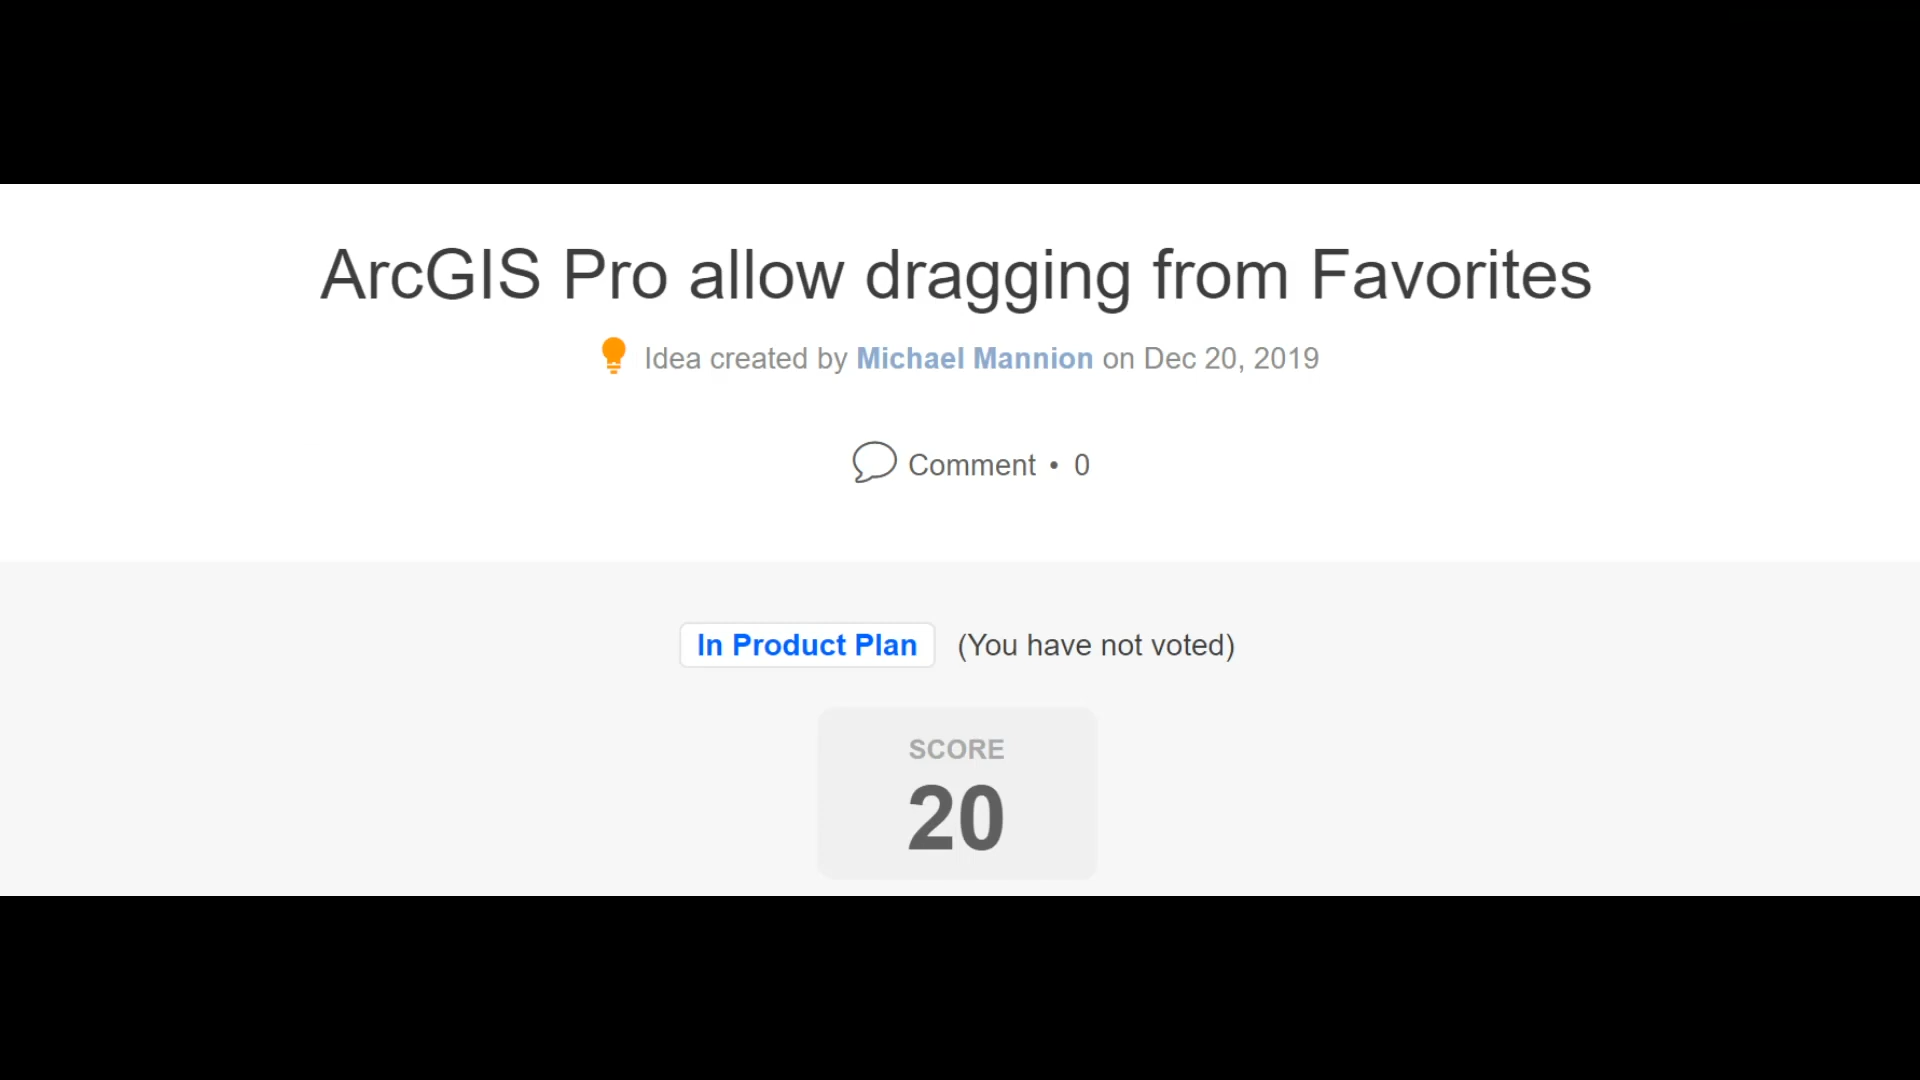 ArcGIS Pro allow dragging from Favorites
Idea created by Michael Mannion on Dec 20, 2019
Comment • 0
In Product Plan (You have not voted)
SCORE
20